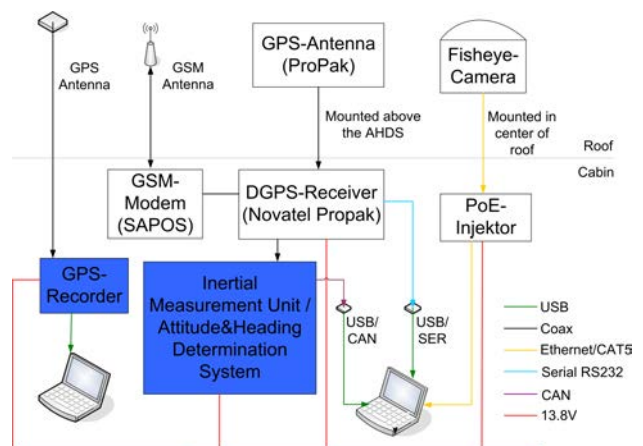 GPS
Antenna
GSM
Antenna
GPS-Antenna
(ProPak)
Fisheye-
Camera
Mounted above
the AHDS
Mounted in
center of
roof
Roof
Cabin
GSM-
Modem
(SAPOS)
DGPS-Receiver
(Novatel Propak)
PoE-
Injektor
GPS-
Recorder
Inertial
Measurement Unit /
Attitude&Heading
Determination
System
USB/
CAN
USB/
SER
USB
Coax
Ethernet/CAT5
Serial RS232
CAN
13.8V